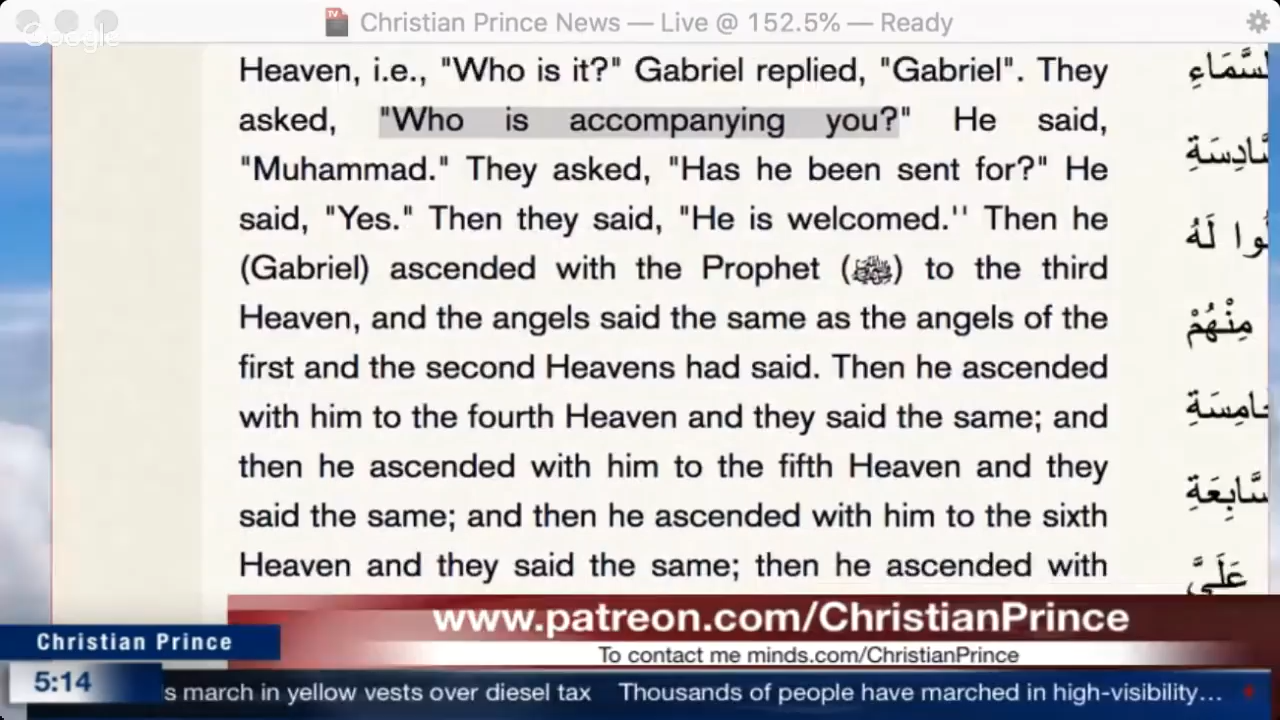 Christian Prince News — Live @ 152.5% — Ready
Google
Heaven, i.e., "Who is it?" Gabriel replied, "Gabriel". They
asked, "Who is accompanying you?" He said,
"Muhammad." They asked, "Has he been sent for?" He
said, "Yes." Then they said, "He is welcomed.'' Then he
(Gabriel) ascended with the Prophet (ﷺ) to the third
Heaven, and the angels said the same as the angels of the
first and the second Heavens had said. Then he ascended
with him to the fourth Heaven and they said the same; and
then he ascended with him to the fifth Heaven and they
said the same; and then he ascended with him to the sixth
Heaven and they said the same; then he ascended with
مِنْهُمْ
عَلَىَّ
www.patreon.com/ChristianPrince
To contact me minds.com/ChristianPrince
Christian Prince
5:14
s march in yellow vests over diesel tax Thousands of people have marched in high-visibility...